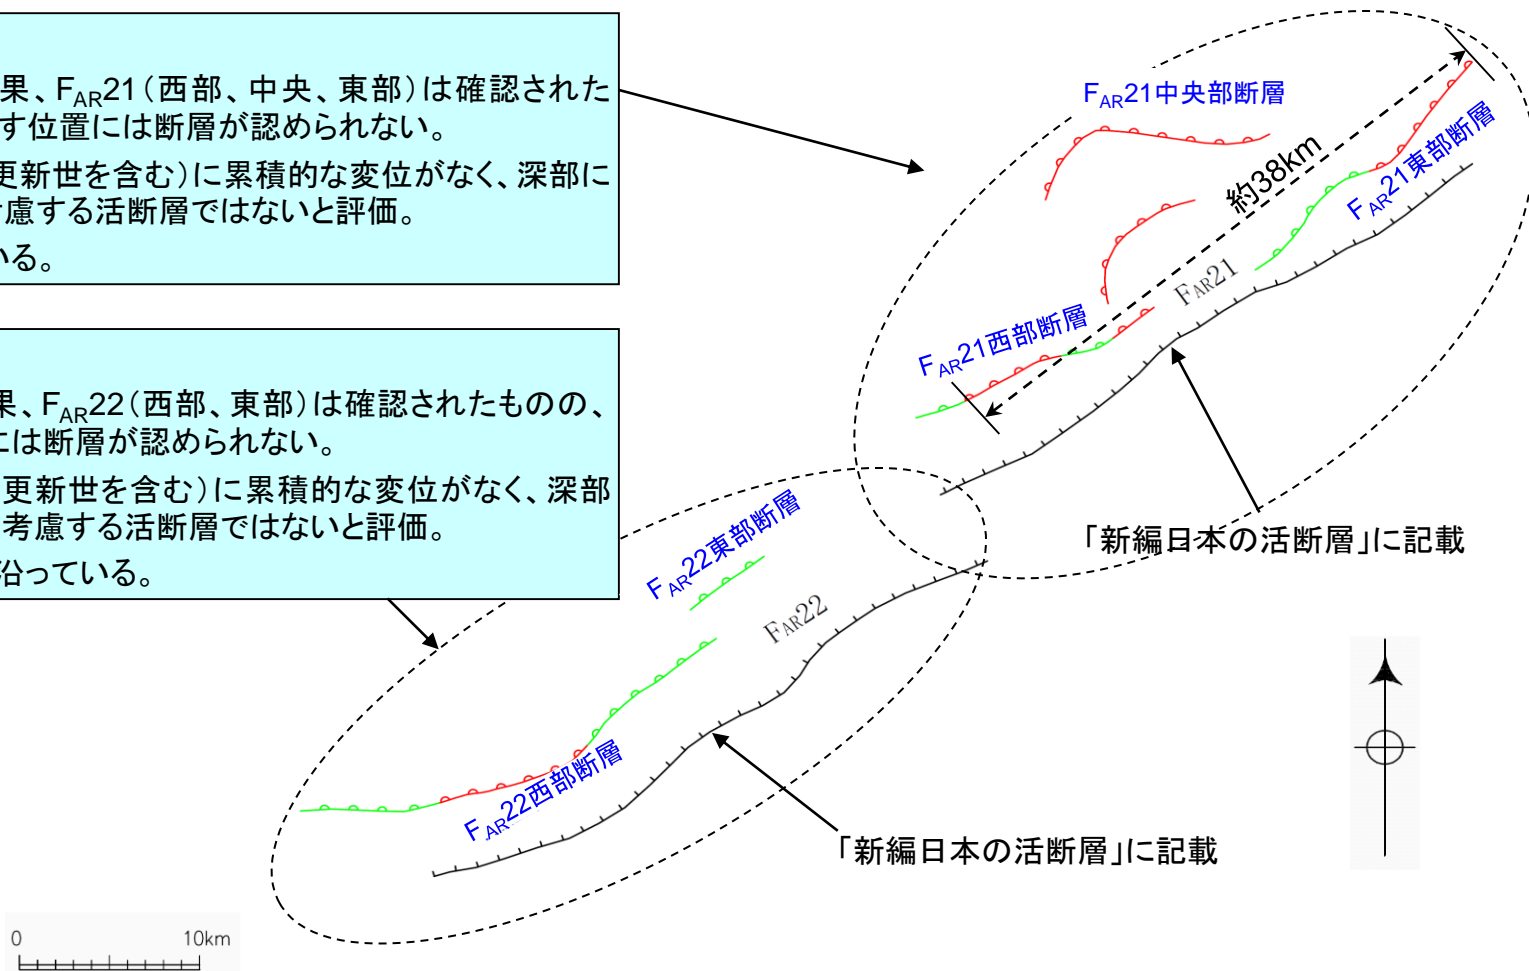 果、FAR21(西部、中央、東部)は確認された
す位置には断層が認められない。
更新世を含む)に累積的な変位がなく、深部に
慮する活断層ではないと評価。
いる。
果、FAR22(西部、東部)は確認されたものの、
には断層が認められない。
更新世を含む)に累積的な変位がなく、深部
考慮する活断層ではないと評価。
沿っている。
FAR21中央部断層
約38km
FAR21東部断層
FAR21
FAR21西部断層
「新編日本の活断層」に記載
FAR22東部断層
FAR22
FAR22西部断層
「新編日本の活断層」に記載
0 10km